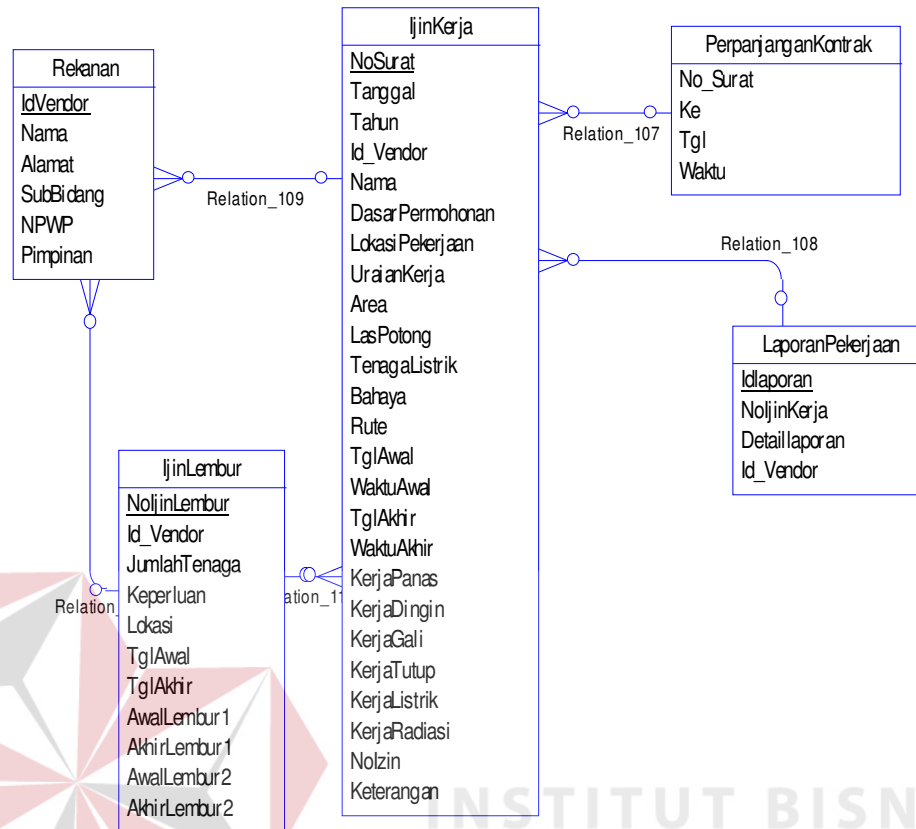 Rekanan
IdVendor
Nama
Alamat
SubBidang
NPWP
Pimpinan
Relation_109
IjinKerja
NoSurat
Tanggal
Tahun
Id_Vendor
Nama
DasarPermohonan
LokasiPekerjaan
UraianKerja
Area
LasPotong
TenagaListrik
Bahaya
Rute
TglAwal
WaktuAwal
TglAkhir
WaktuAkhir
KerjaPanas
KerjaDingin
KerjaGali
KerjaTutup
KerjaListrik
KerjaRadiasi
NoIzin
Keterangan
Relation_107
PerpanjanganKontrak
No_Surat
Ke
Tgl
Waktu
Relation_108
LaporanPekerjaan
Idlaporan
NoIjinKerja
Detaillaporan
Id_Vendor
IjinLembur
NoIjinLembur
Id_Vendor
JumlahTenaga
Keperluan
Lokasi
TglAwal
TglAkhir
AwalLembur1
AkhirLembur1
AwalLembur2
AkhirLembur2
Relation_
ation_11
INSTITUT BISN